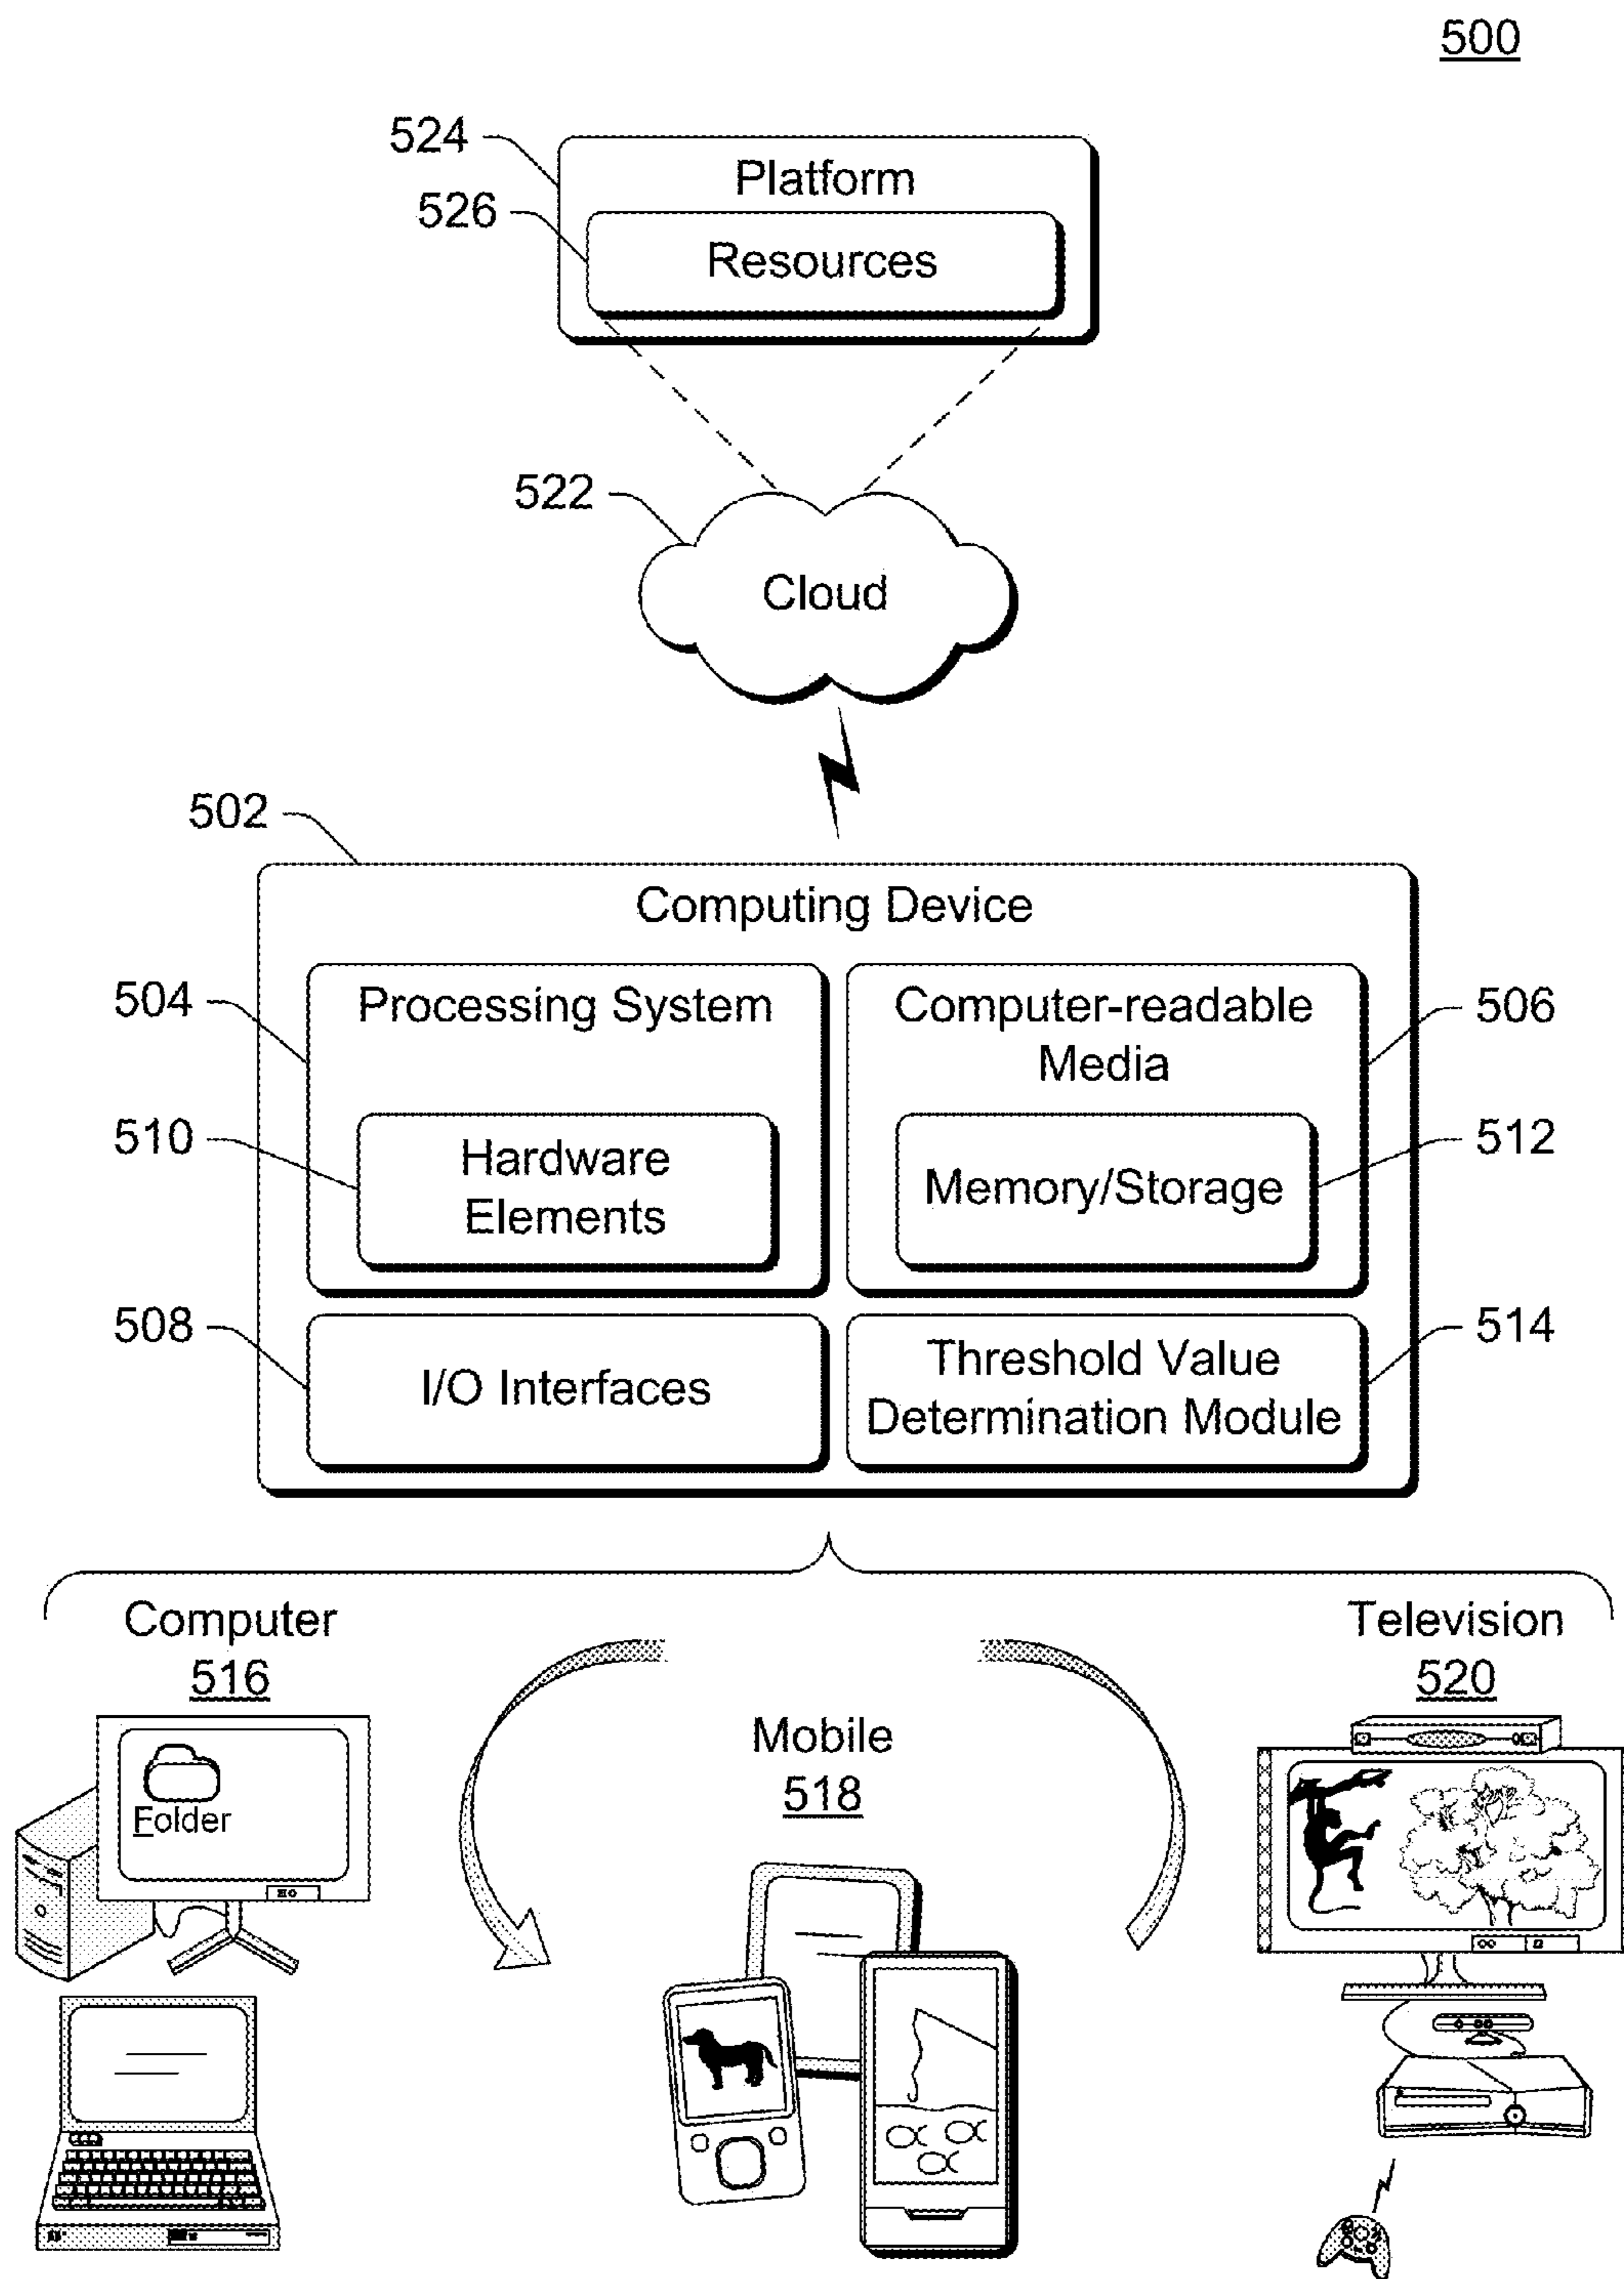 500
524
Platform
526
Resources
522
Cloud
502
Computing Device
504
Processing System
Computer-readable
Media
506
510
Hardware
Elements
Memory/Storage
512
508
I/O Interfaces
Threshold Value
Determination Module
514
Computer
516
Folder
Mobile
518
Television
520